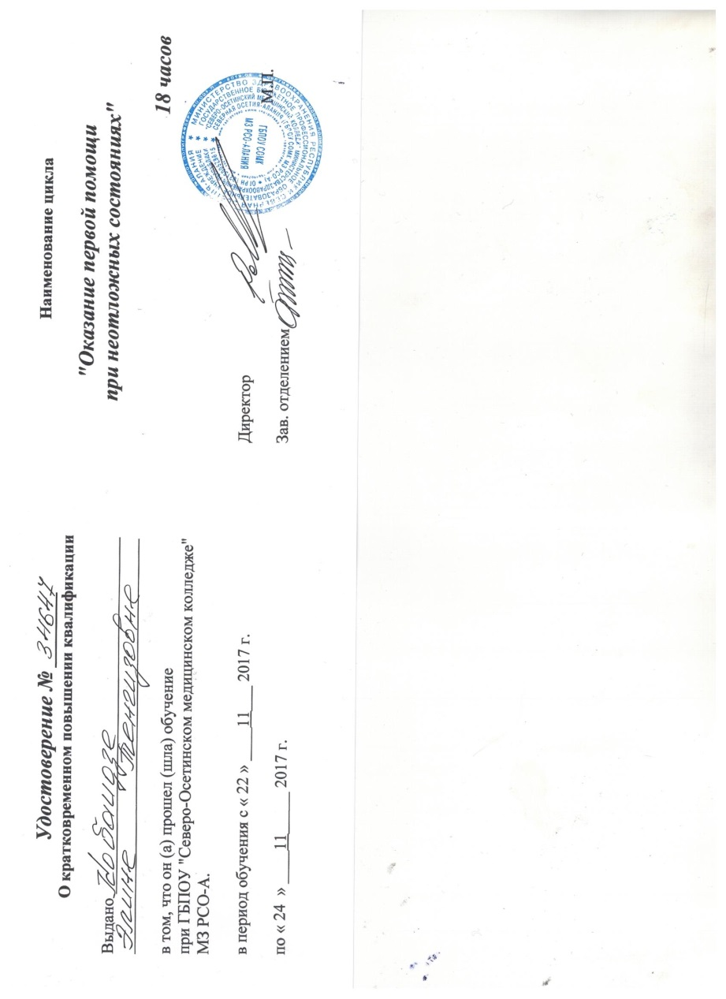 Удостоверение № 34647
О кратковременном повышении квалификации
Выдано Кобаидзе
Элине Тенгизовне
в том, что он (а) прошел (шла) обучение
при ГБПОУ "Северо-Осетинском медицинском колледже"
МЗ РСО-А.
в период обучения с « 22 » 11 2017 г.
по « 24 » 11 2017 г.
Наименование цикла
"Оказание первой помощи
при неотложных состояниях"
18 часов
Директор
М.П.
Зав. отделением
ГБПОУ СОМК
МЗ РСО-АЛАНИЯ